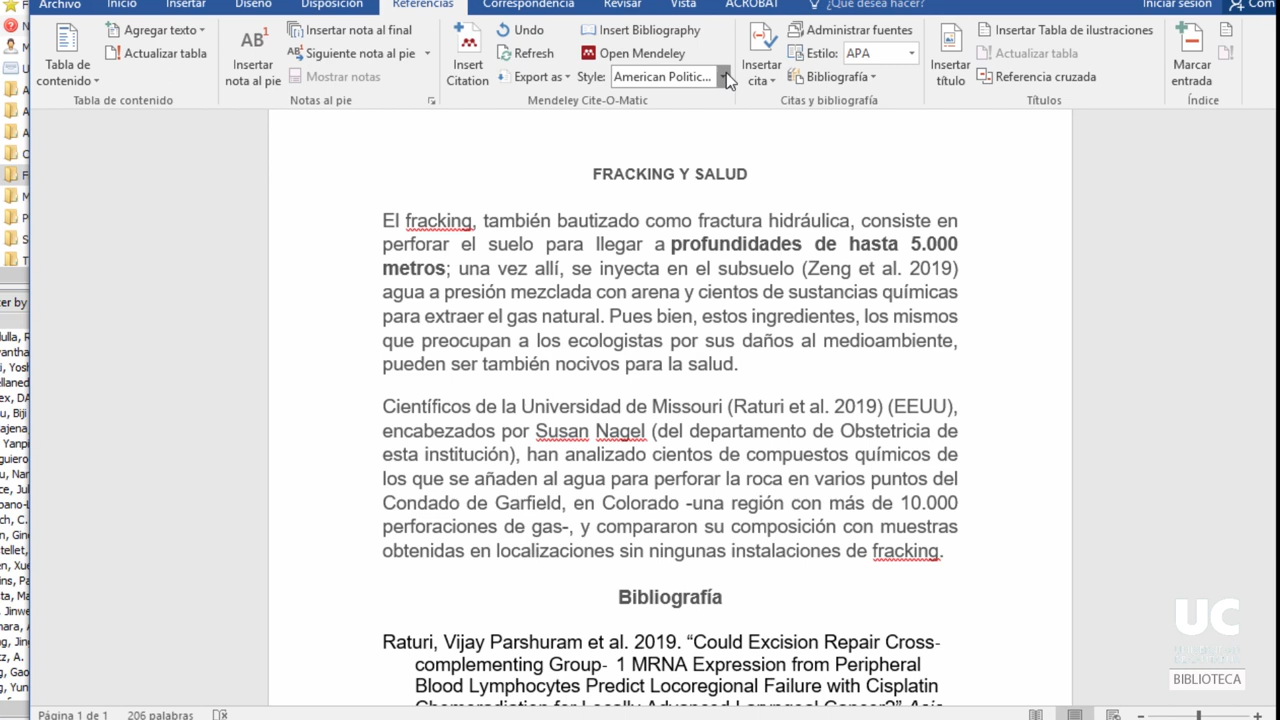 Archivo Inicio Insertar Diseño Disposición Referencias Correspondencia Revisar Vista ACROBAT ¿Qué desea hacer? Iniciar sesión Com
Tabla de contenido
Agregar texto
Actualizar tabla
Tabla de contenido
AB1
Insertar nota al pie
Insertar nota al final
Siguiente nota al pie
Mostrar notas
Notas al pie
Insert Citation
Undo
Refresh
Export as
Insert Bibliography
Open Mendeley
Style: American Politic...
Mendeley Cite-O-Matic
Insertar cita
Administrar fuentes
Estilo: APA
Bibliografía
Citas y bibliografía
Insertar título
Insertar Tabla de ilustraciones
Actualizar tabla
Referencia cruzada
Títulos
Marcar entrada
Índice
FRACKING Y SALUD
El fracking, también bautizado como fractura hidráulica, consiste en
perforar el suelo para llegar a profundidades de hasta 5.000
metros; una vez allí, se inyecta en el subsuelo (Zeng et al. 2019)
agua a presión mezclada con arena y cientos de sustancias químicas
para extraer el gas natural. Pues bien, estos ingredientes, los mismos
que preocupan a los ecologistas por sus daños al medioambiente,
pueden ser también nocivos para la salud.
Científicos de la Universidad de Missouri (Raturi et al. 2019) (EEUU),
encabezados por Susan Nagel (del departamento de Obstetricia de
esta institución), han analizado cientos de compuestos químicos de
los que se añaden al agua para perforar la roca en varios puntos del
Condado de Garfield, en Colorado -una región con más de 10.000
perforaciones de gas-, y compararon su composición con muestras
obtenidas en localizaciones sin ningunas instalaciones de fracking.
Bibliografía
Raturi, Vijay Parshuram et al. 2019. “Could Excision Repair Cross-
complementing Group- 1 MRNA Expression from Peripheral
Blood Lymphocytes Predict Locoregional Failure with Cisplatin
Chemoradiation for Locally Advanced Laryngeal Cancer?” Asia
UC
BIBLIOTECA
Página 1 de 1 206 palabras